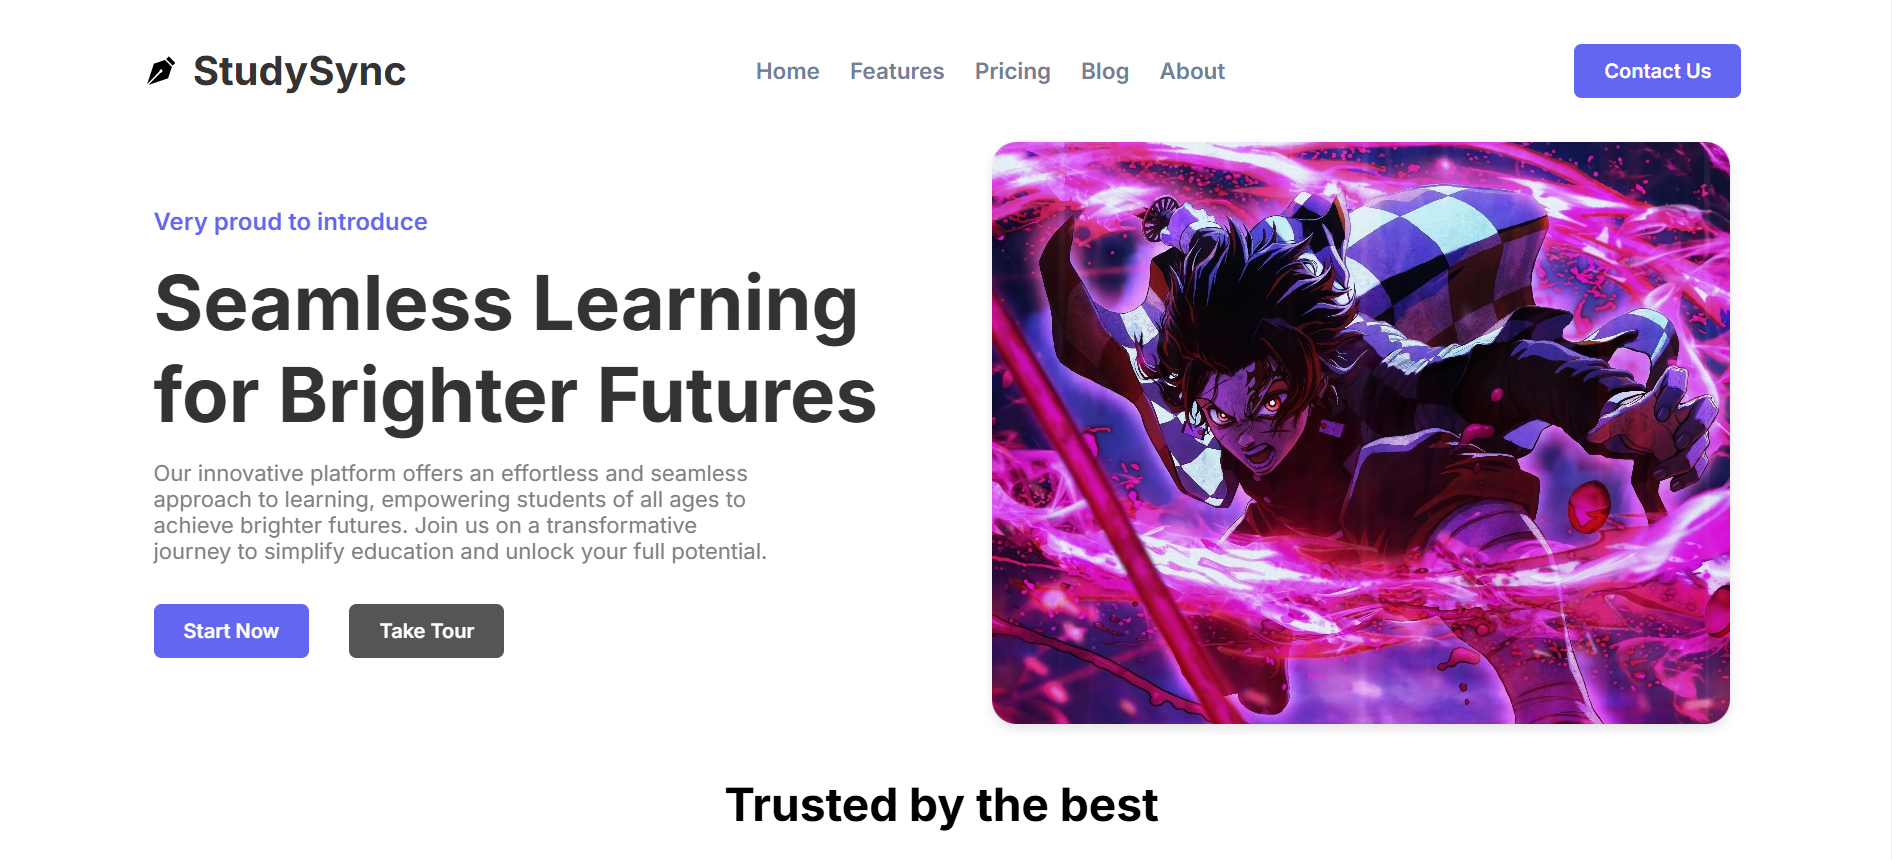 StudySync
Home Features Pricing Blog About
Contact Us
Very proud to introduce
Seamless Learning
for Brighter Futures
Our innovative platform offers an effortless and seamless
approach to learning, empowering students of all ages to
achieve brighter futures. Join us on a transformative
journey to simplify education and unlock your full potential.
Start Now
Take Tour
Trusted by the best